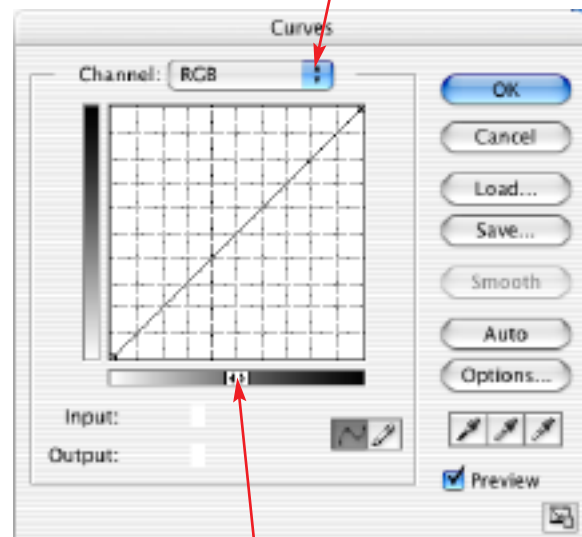 Curves
Channel: RGB
OK
Cancel
Load...
Save...
Smooth
Auto
Options...
Input:
Output:
Preview